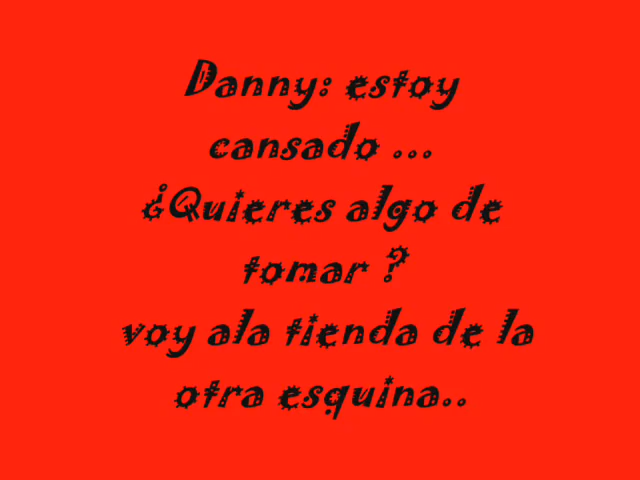 Danny: estoy
cansado ...
¿Quieres algo de
tomar ?
voy ala tienda de la
otra esquina..